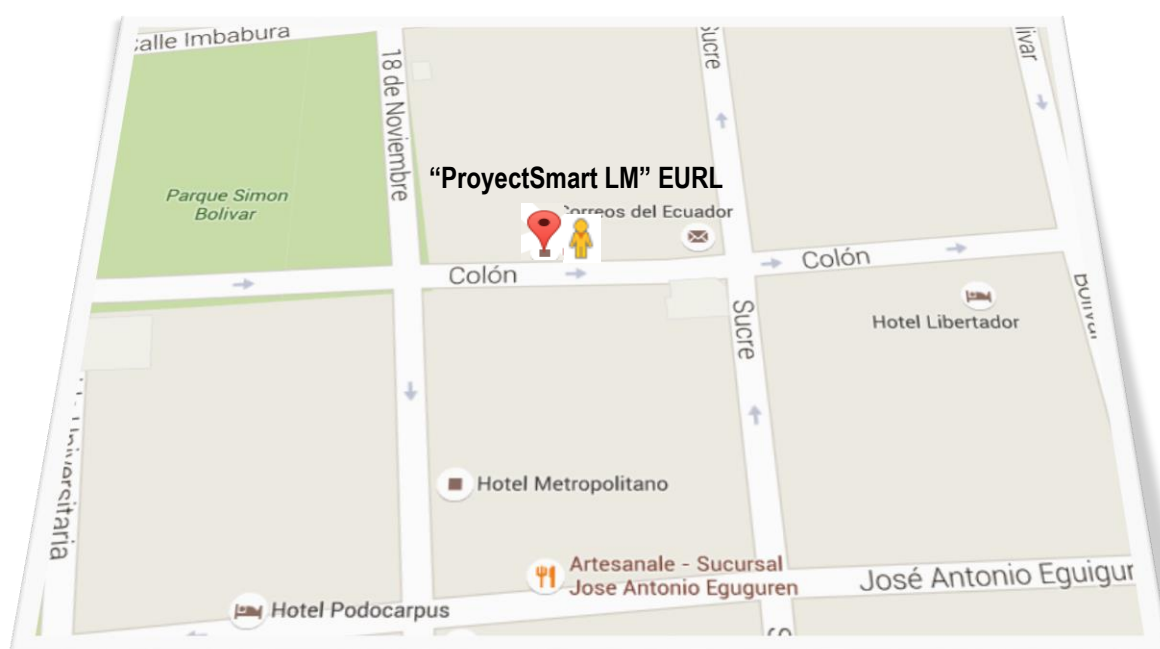 Calle Imbabura
18 de Noviembre
Sucre
livar
“ProyectSmart LM” EURL
Parque Simon
Bolivar
Correos del Ecuador
Colón
Colón
Sucre
Bolivar
Hotel Libertador
Universitaria
Hotel Metropolitano
Artesanale - Sucursal
Jose Antonio Eguguren
José Antonio Eguigur
Hotel Podocarpus